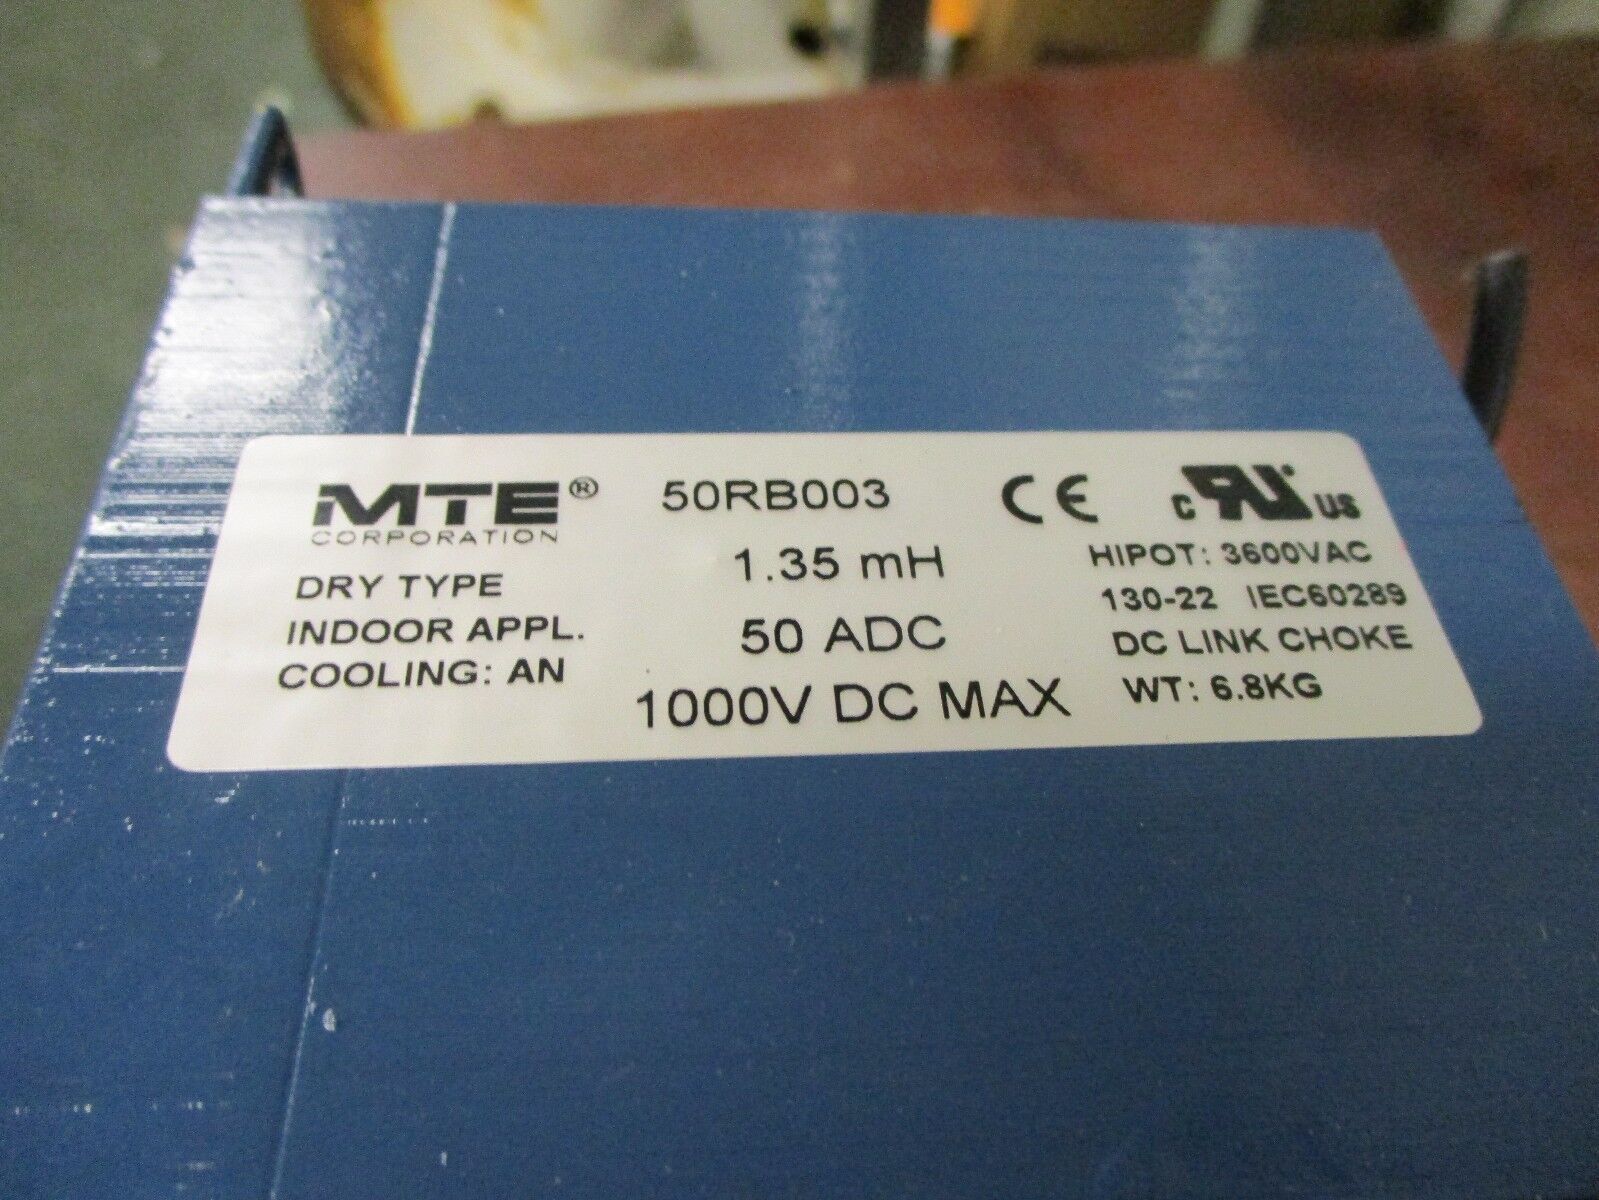 MTE®
CORPORATION
DRY TYPE
INDOOR APPL.
COOLING: AN
50RB003
1.35 mH
50 ADC
1000V DC MAX
CE c RU US
HIPOT: 3600VAC
130-22 IEC60289
DC LINK CHOKE
WT: 6.8KG